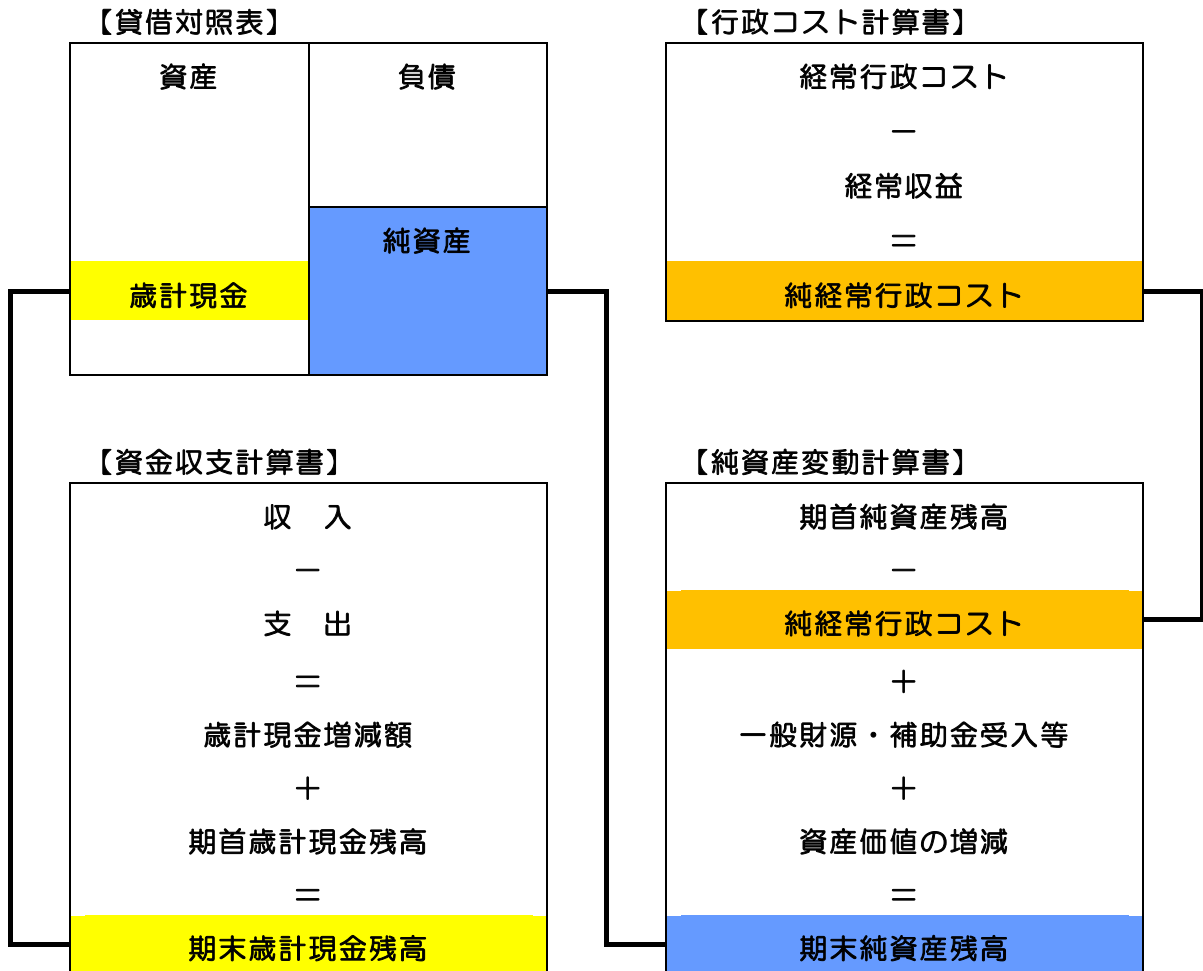 【貸借対照表】
資産
負債
純資産
歳計現金
【行政コスト計算書】
経常行政コスト
－
経常収益
＝
純経常行政コスト
【資金収支計算書】
収　入
－
支　出
＝
歳計現金増減額
＋
期首歳計現金残高
＝
期末歳計現金残高
【純資産変動計算書】
期首純資産残高
－
純経常行政コスト
＋
一般財源・補助金受入等
＋
資産価値の増減
＝
期末純資産残高